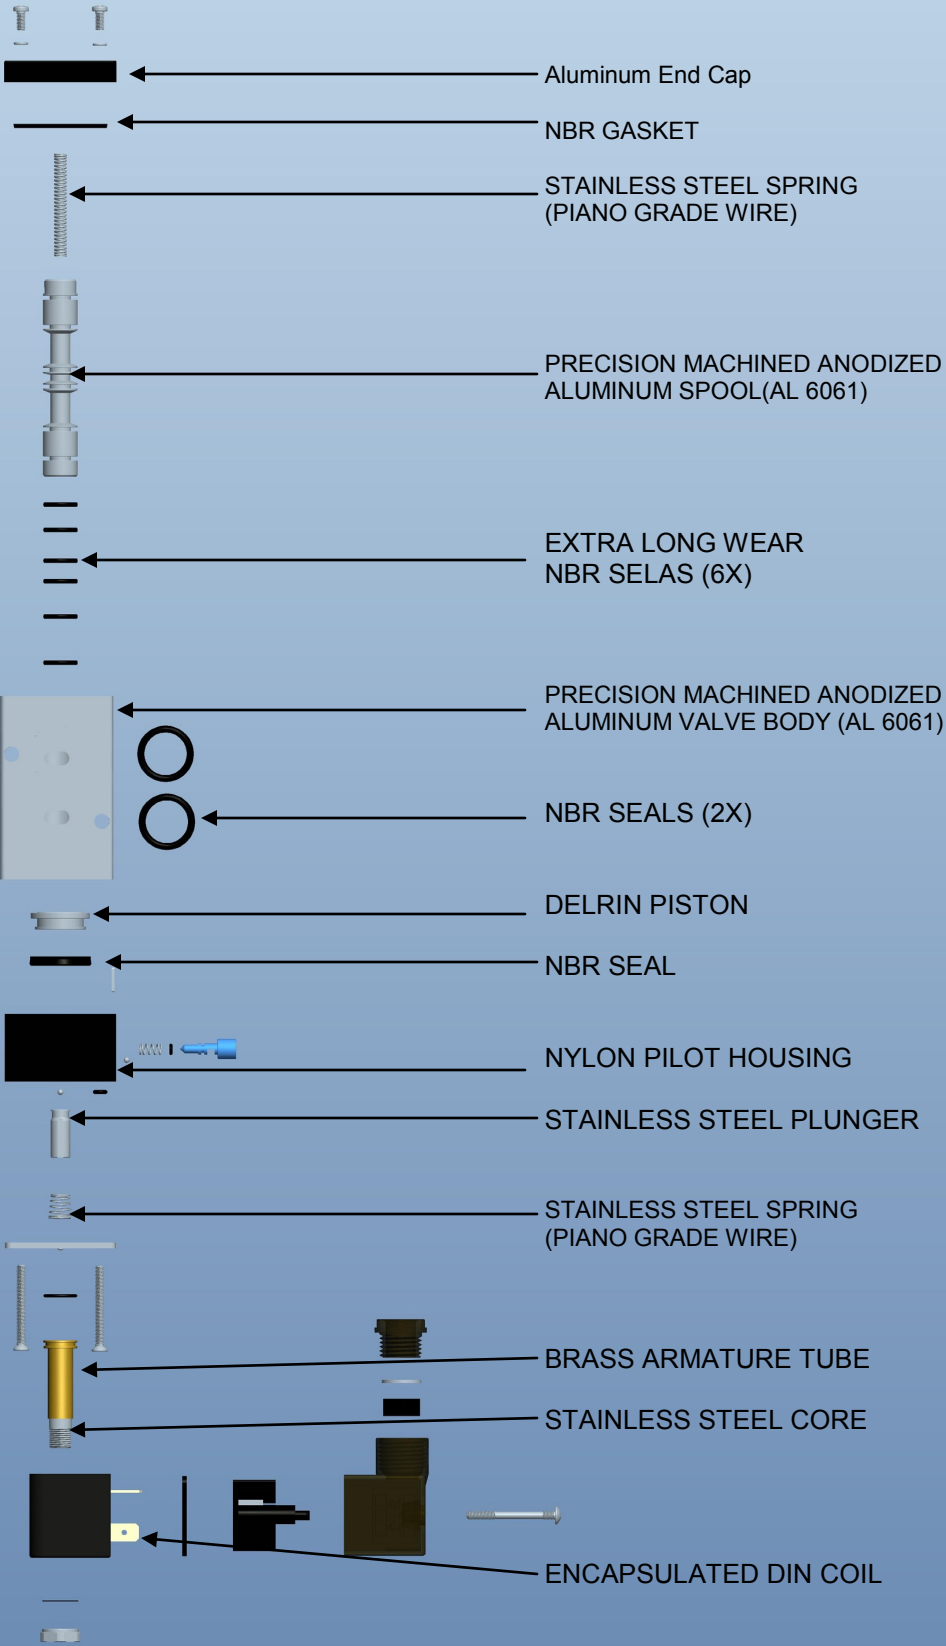 Aluminum End Cap
NBR GASKET
STAINLESS STEEL SPRING
(PIANO GRADE WIRE)
PRECISION MACHINED ANODIZED
ALUMINUM SPOOL(AL 6061)
EXTRA LONG WEAR
NBR SELAS (6X)
PRECISION MACHINED ANODIZED
ALUMINUM VALVE BODY (AL 6061)
NBR SEALS (2X)
DELRIN PISTON
NBR SEAL
NYLON PILOT HOUSING
STAINLESS STEEL PLUNGER
STAINLESS STEEL SPRING
(PIANO GRADE WIRE)
BRASS ARMATURE TUBE
STAINLESS STEEL CORE
ENCAPSULATED DIN COIL